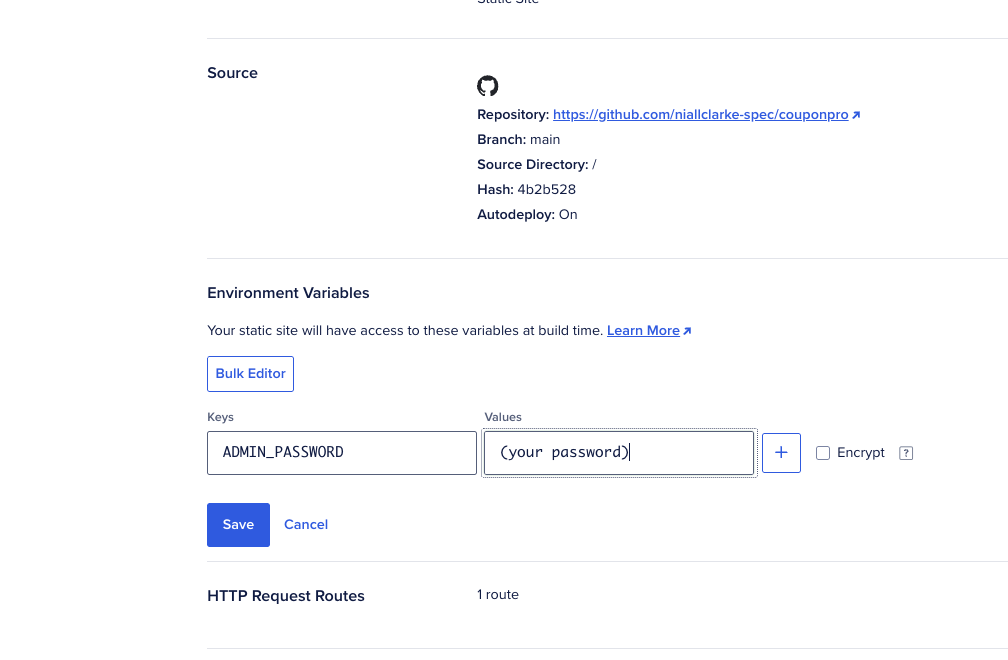 Static Site
Source
Repository: https://github.com/niallclarke-spec/couponpro
Branch: main
Source Directory: /
Hash: 4b2b528
Autodeploy: On
Environment Variables
Your static site will have access to these variables at build time. Learn More
Bulk Editor
Keys Values
ADMIN_PASSWORD (your password) + Encrypt ?
Save Cancel
HTTP Request Routes 1 route